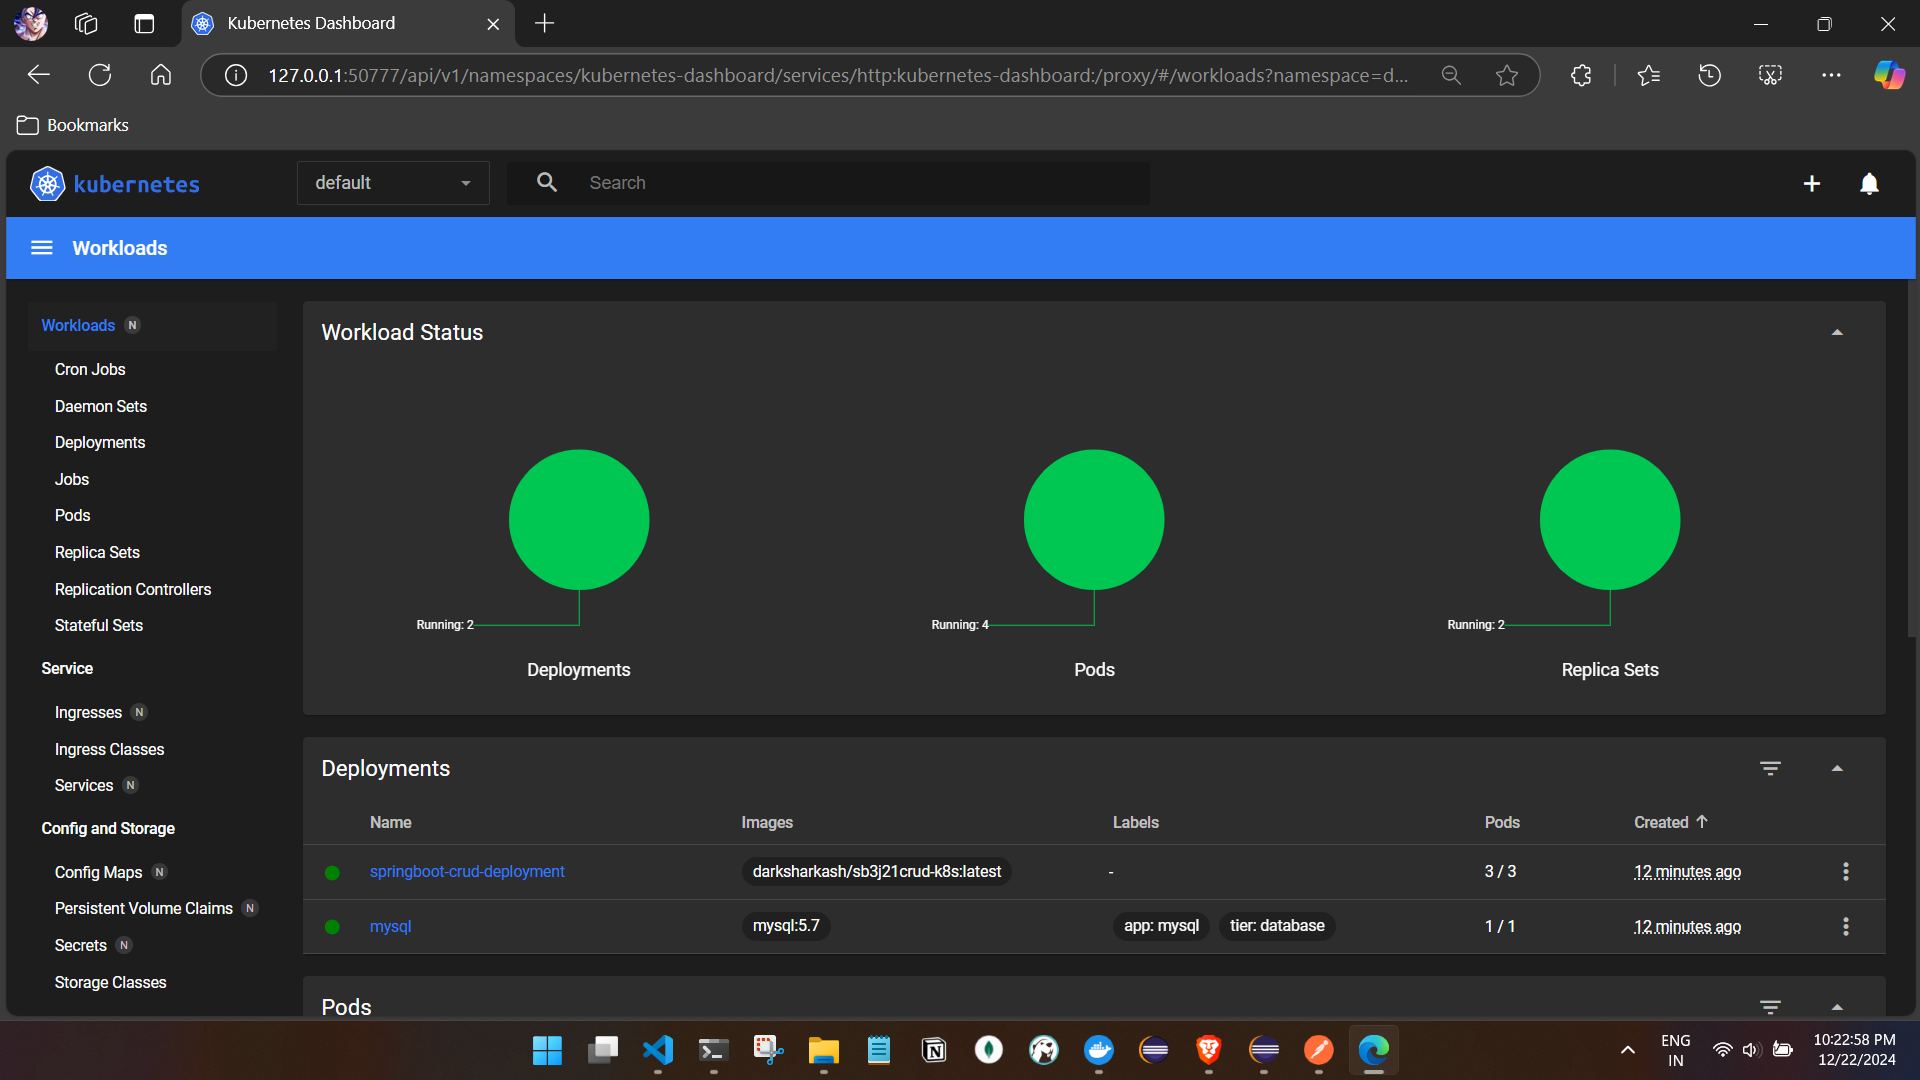 Kubernetes Dashboard
127.0.0.1:50777/api/v1/namespaces/kubernetes-dashboard/services/http:kubernetes-dashboard:/proxy/#/workloads?namespace=d...
Bookmarks
kubernetes
default
Search
Workloads
Workloads N
Cron Jobs
Daemon Sets
Deployments
Jobs
Pods
Replica Sets
Replication Controllers
Stateful Sets
Service
Ingresses N
Ingress Classes
Services N
Config and Storage
Config Maps N
Persistent Volume Claims N
Secrets N
Storage Classes
Workload Status
Running: 2
Deployments
Running: 4
Pods
Running: 2
Replica Sets
Deployments
Name Images Labels Pods Created
springboot-crud-deployment darksharkash/sb3j21crud-k8s:latest - 3 / 3 12 minutes ago
mysql mysql:5.7 app: mysql tier: database 1 / 1 12 minutes ago
Pods
ENG
IN
10:22:58 PM
12/22/2024